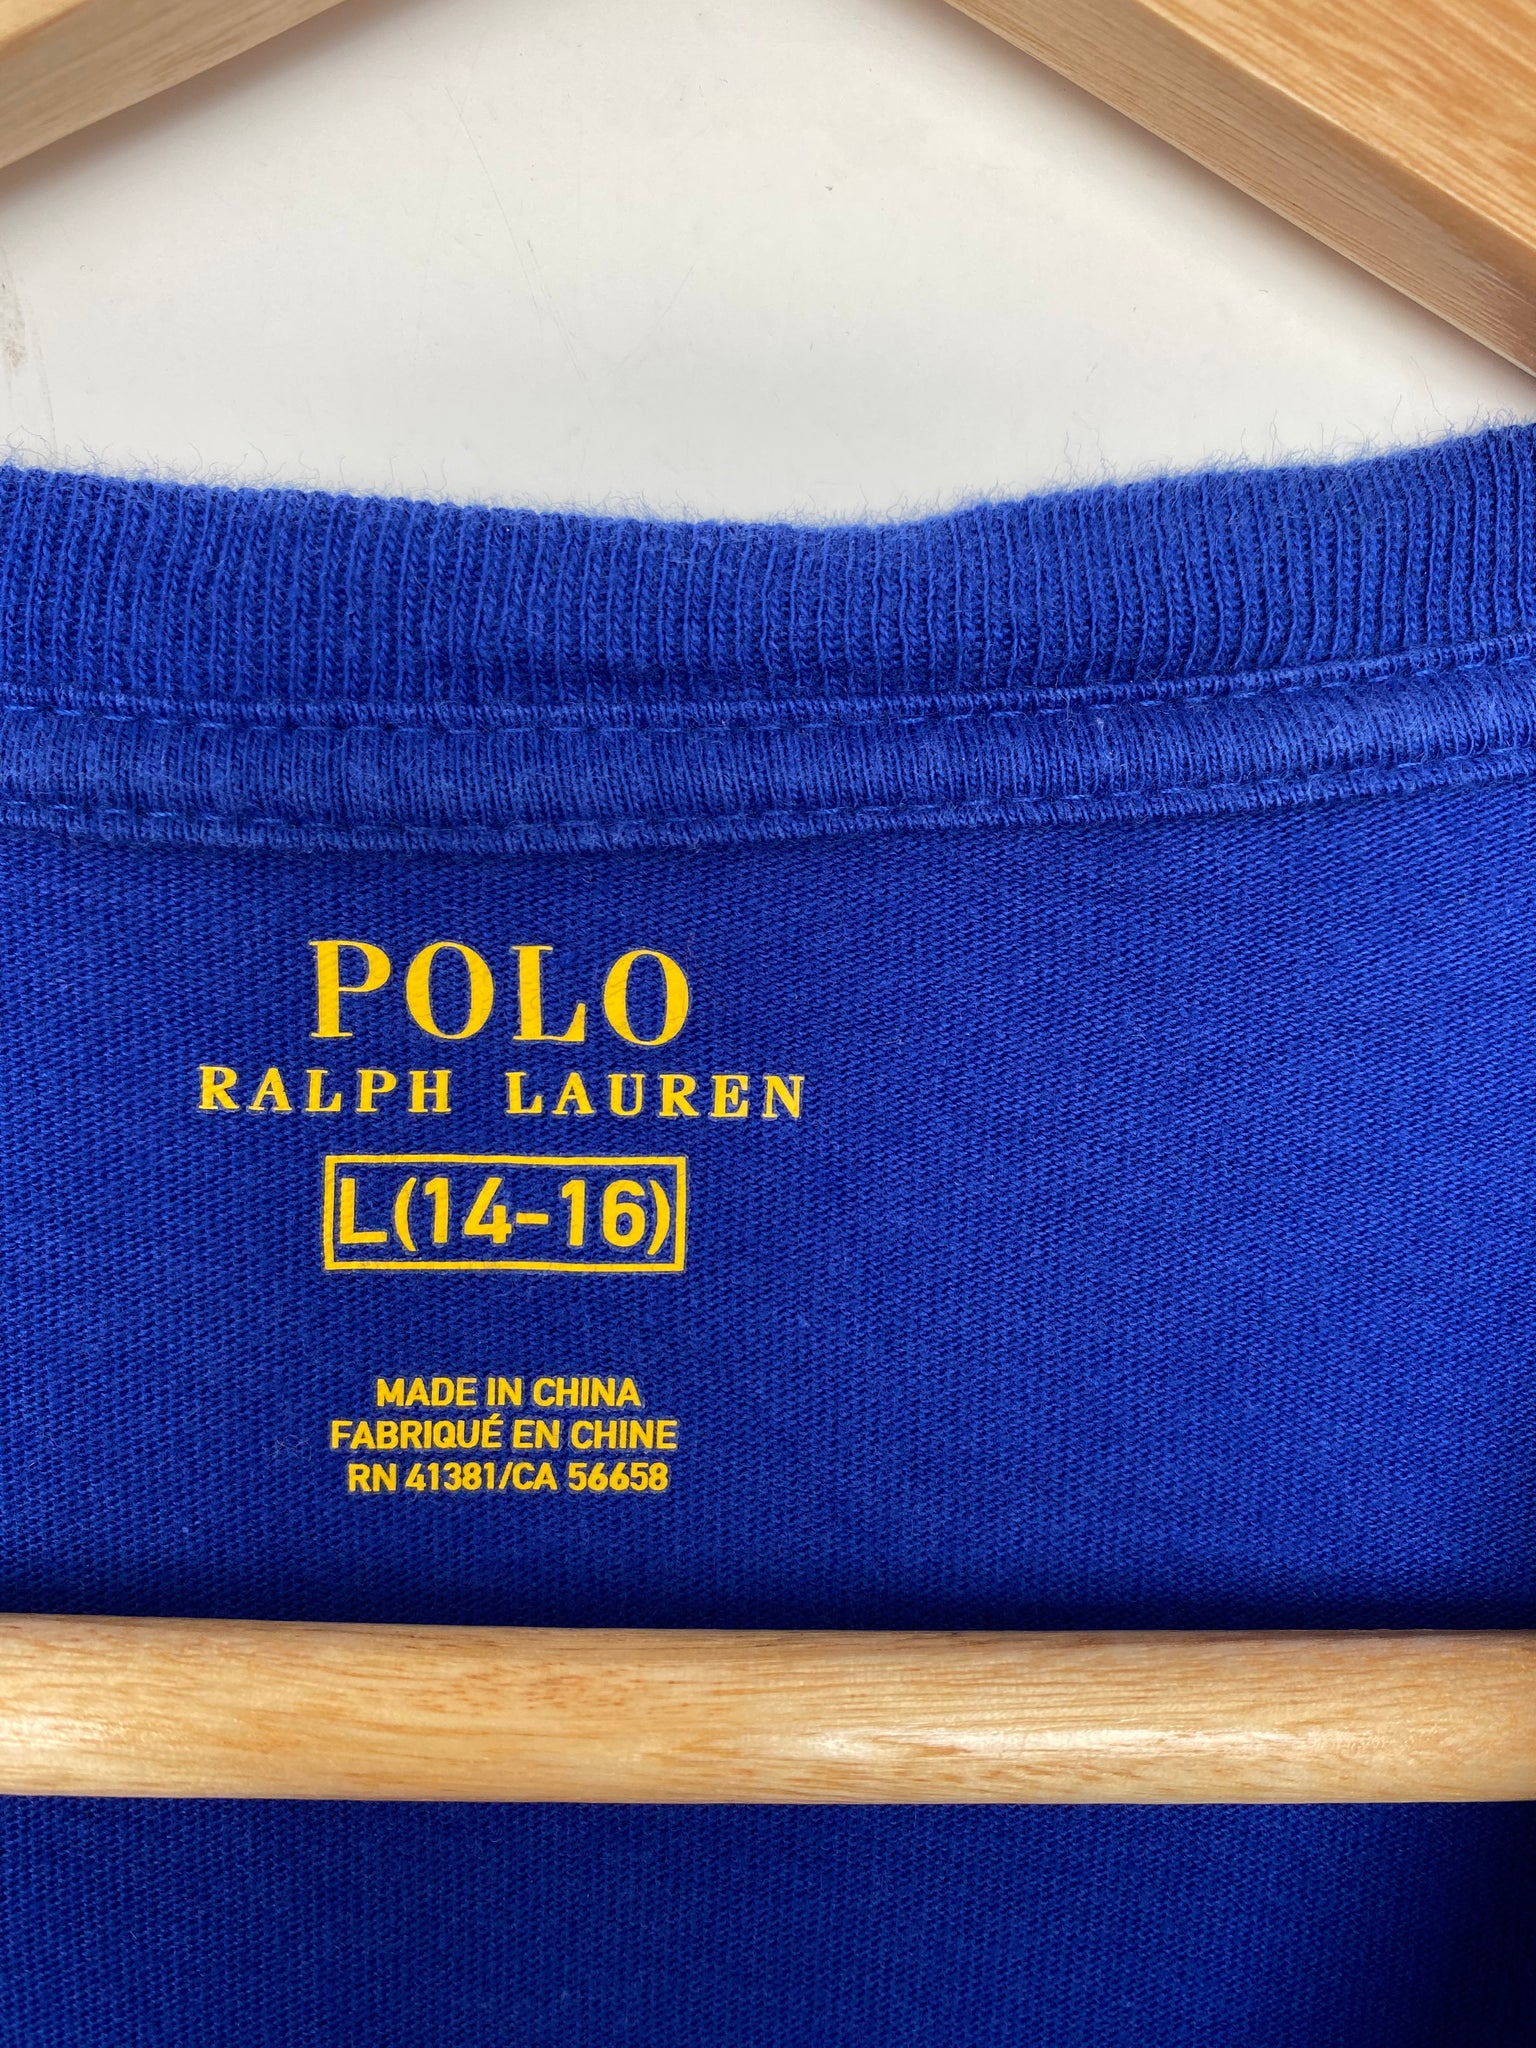 POLO
RALPH LAUREN
L(14-16)
MADE IN CHINA
FABRIQUÉ EN CHINE
RN 41381/CA 56658